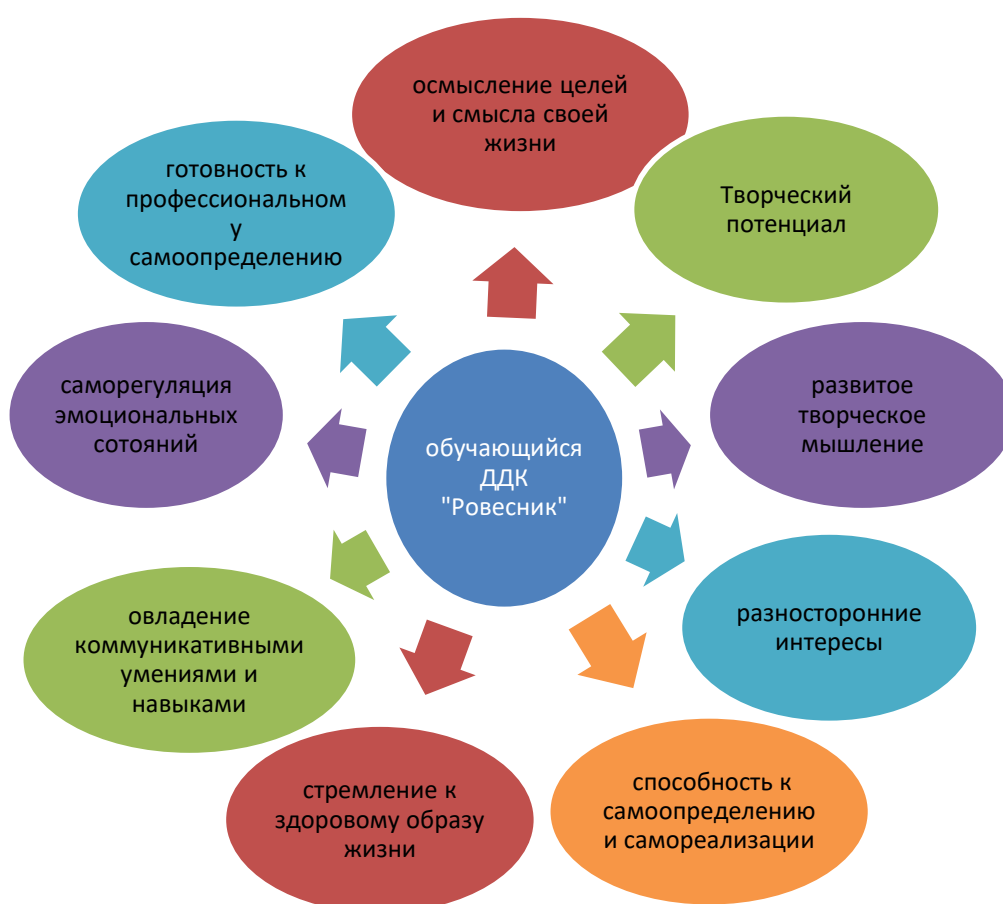 осмысление целей
и смысла своей
жизни
Творческий
потенциал
развитое
творческое
мышление
разносторонние
интересы
способность к
самоопределению
и самореализации
стремление к
здоровому образу
жизни
овладение
коммуникативными
умениями и
навыками
саморегуляция
эмоциональных
сотояний
готовность к
профессиональном
у
самоопределению
обучающийся
ДДК
"Ровесник"